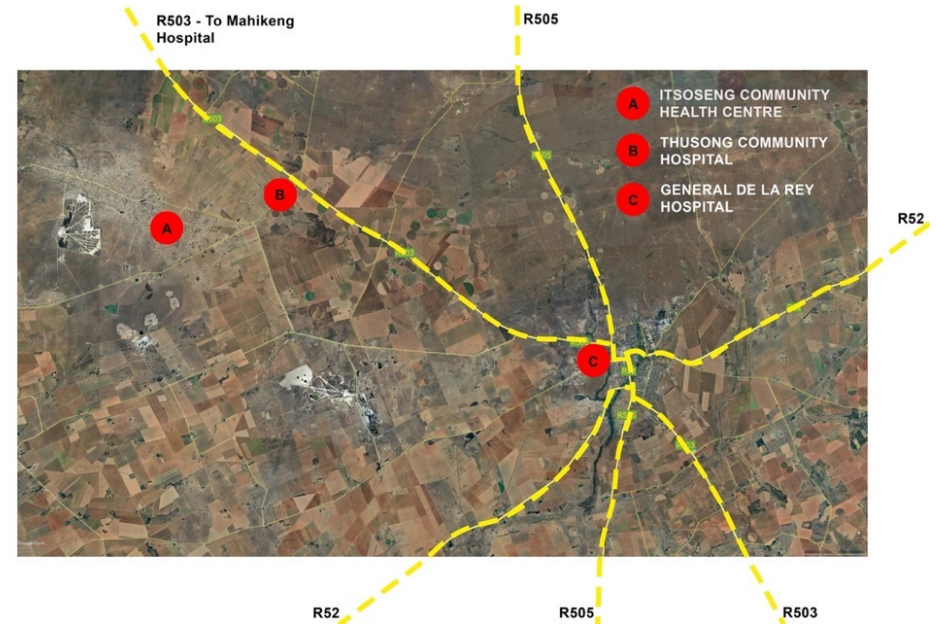 R503 - To Mahikeng
Hospital
R505
A
ITSOSENG COMMUNITY
HEALTH CENTRE
B
THUSONG COMMUNITY
HOSPITAL
C
GENERAL DE LA REY
HOSPITAL
R503
B
A
R52
C
R52
R505
R503